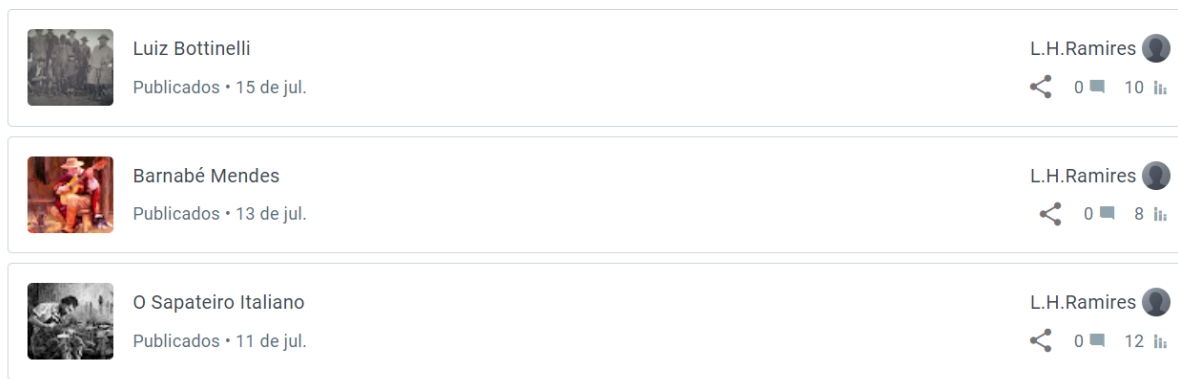 Luiz Bottinelli L.H.Ramires
Publicados • 15 de jul. 0 10
Barnabé Mendes L.H.Ramires
Publicados • 13 de jul. 0 8
O Sapateiro Italiano L.H.Ramires
Publicados • 11 de jul. 0 12